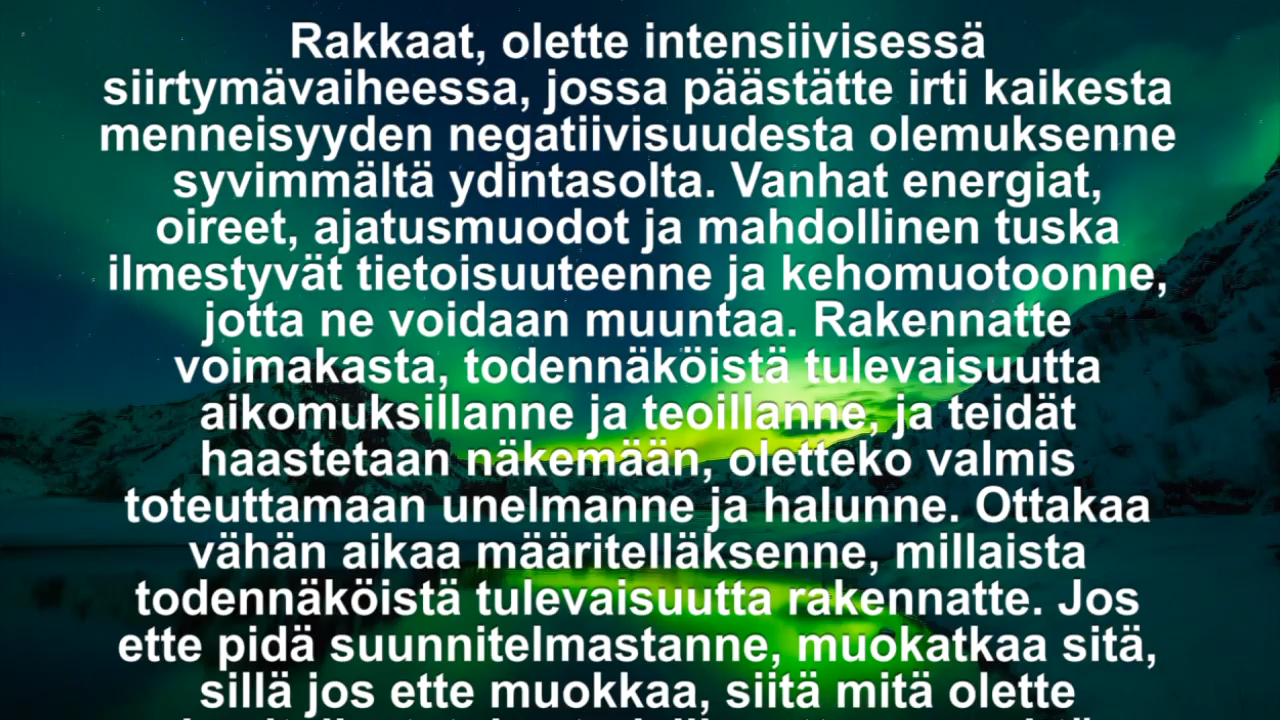 Rakkaat, olette intensiivisessä
siirtymävaiheessa, jossa päästätte irti kaikesta
menneisyyden negatiivisuudesta olemuksenne
syvimmältä ydintasolta. Vanhat energiat,
oireet, ajatusmuodot ja mahdollinen tuska
ilmestyvät tietoisuuteenne ja kehomuotoonne,
jotta ne voidaan muuntaa. Rakennatte
voimakasta, todennäköistä tulevaisuutta
aikomuksillanne ja teoillanne, ja teidät
haastetaan näkemään, oletteko valmis
toteuttamaan unelmanne ja halunne. Ottakaa
vähän aikaa määritelläksenne, millaista
todennäköistä tulevaisuutta rakennatte. Jos
ette pidä suunnitelmastanne, muokatkaa sitä,
sillä jos ette muokkaa, siitä mitä olette